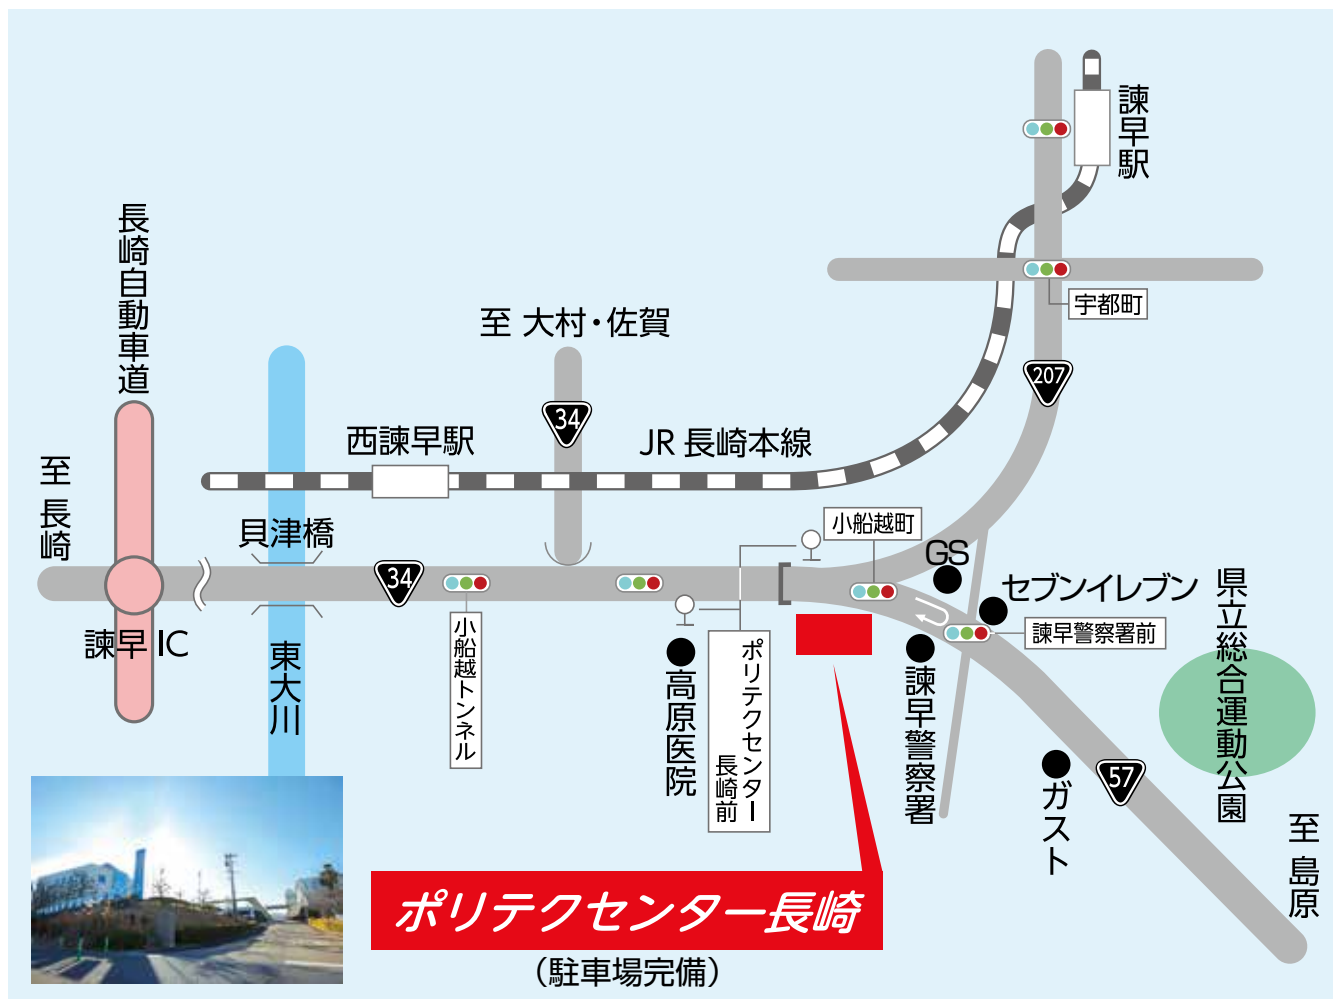 諫早駅
長崎自動車道
宇都町
至 大村・佐賀
207
34
西諫早駅
JR 長崎本線
至 長崎
貝津橋
小船越町
GS
34
セブンイレブン
県立総合運動公園
諫早警察署前
諫早 IC
東大川
小船越トンネル
高原医院
ポリテクセンター
長崎前
諫早警察署
ガスト
57
至 島原
ポリテクセンター長崎
（駐車場完備）